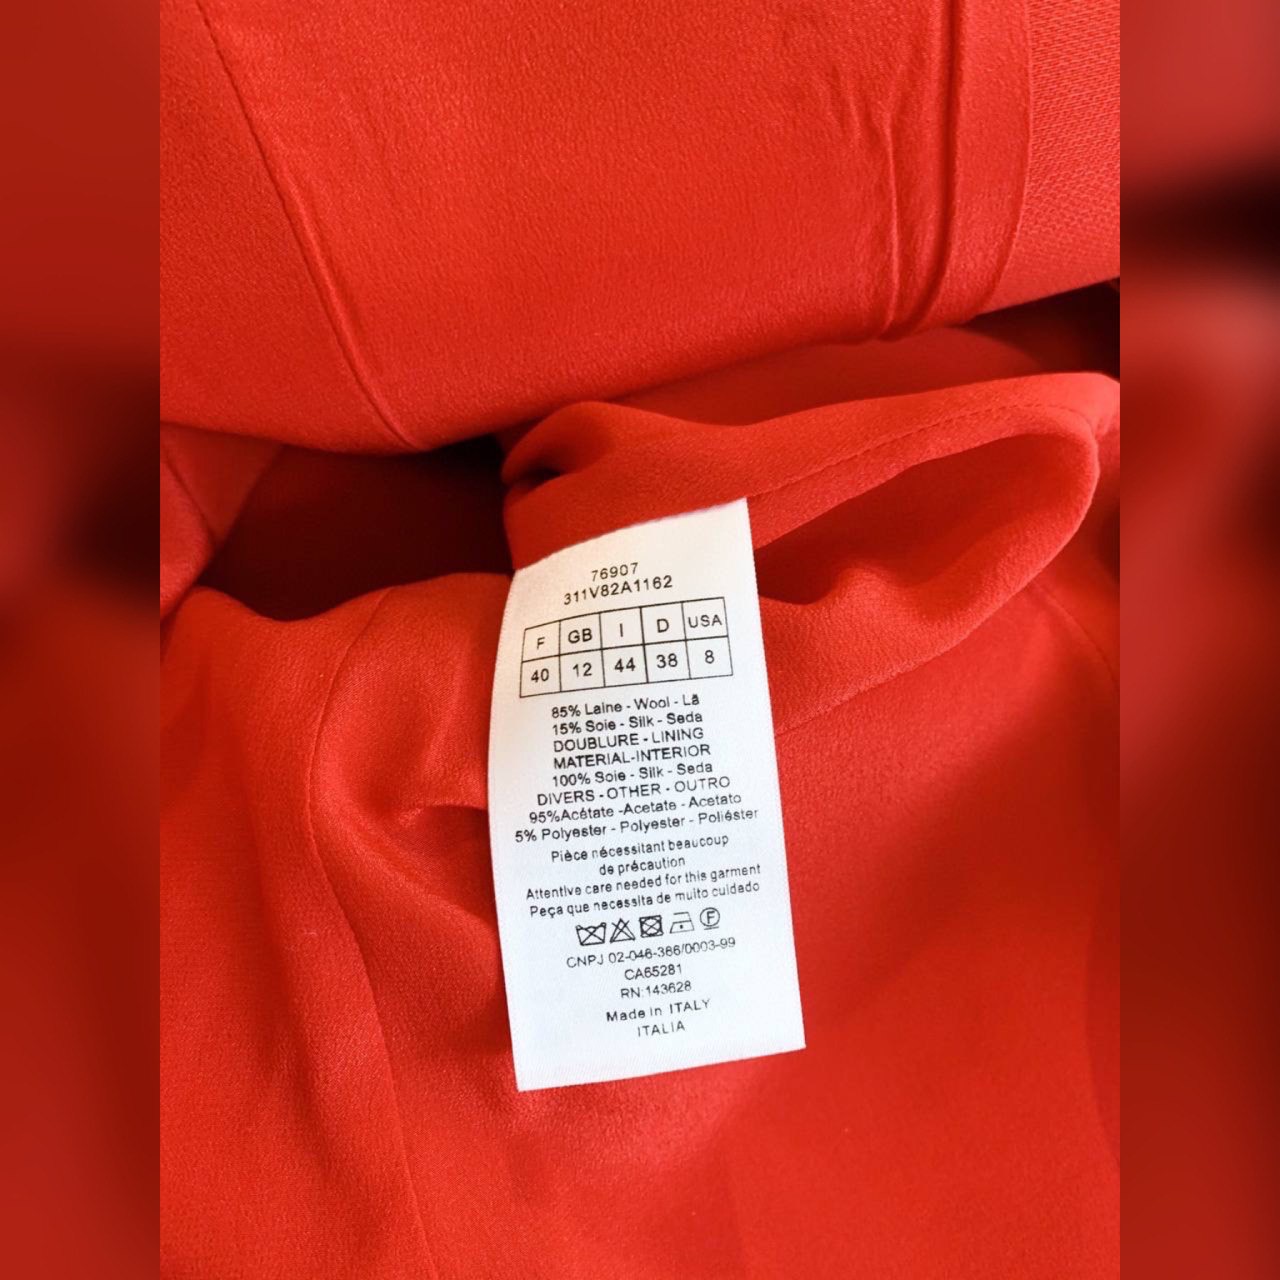 76907
311V82A1162
F GB I D USA
40 12 44 38 8
85% Laine - Wool - Lã
15% Soie - Silk - Seda
DOUBLURE - LINING
MATERIAL-INTERIOR
100% Soie - Silk - Seda
DIVERS - OTHER - OUTRO
95%Acétate -Acetate - Acetato
5% Polyester - Polyester - Poliéster
Pièce nécessitant beaucoup
de précaution
Attentive care needed for this garment
Peça que necessita de muito cuidado
F
CNPJ 02-046-386/0003-99
CA65281
RN:143628
Made in ITALY
ITALIA